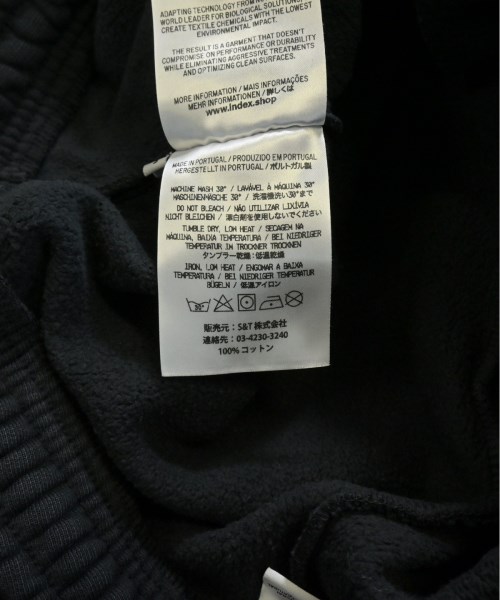 ADAPTING TECHNOLOGY FROM
WORLD LEADER FOR BIOLOGICAL SOLUTIONS
CREATE TEXTILE CHEMICALS WITH THE LOWEST
ENVIRONMENTAL IMPACT.
THE RESULT IS A GARMENT THAT DOESN'T
COMPROMISE ON PERFORMANCE OR DURABILITY
WHILE ELIMINATING AGGRESSIVE TREATMENTS
AND OPTIMIZING CLEAN SURFACES.
MORE INFORMATION / MAIS INFORMAÇÕES
MEHR INFORMATIONEN / 詳しくは
www.index.shop
MADE IN PORTUGAL / PRODUZIDO EM PORTUGAL
HERGESTELLT IN PORTUGAL / ポルトガル製
MACHINE WASH 30° / LAVÁVEL À MÁQUINA 30°
MASCHINENWÄSCHE 30° / 洗濯機洗い30°まで
DO NOT BLEACH / NÃO UTILIZAR LIXÍVIA
NICHT BLEICHEN / 漂白剤を使用しないでください
TUMBLE DRY, LOW HEAT / SECAGEM NA
MÁQUINA, BAIXA TEMPERATURA / BEI NIEDRIGER
TEMPERATUR IM TROCKNER TROCKNEN
タンブラー乾燥:低温乾燥
IRON, LOW HEAT / ENGOMAR A BAIXA
TEMPERATURA / BEI NIEDRIGER TEMPERATUR
BÜGELN / 低温アイロン
販売元:S&T 株式会社
連絡先:03-4230-3240
100% コットン